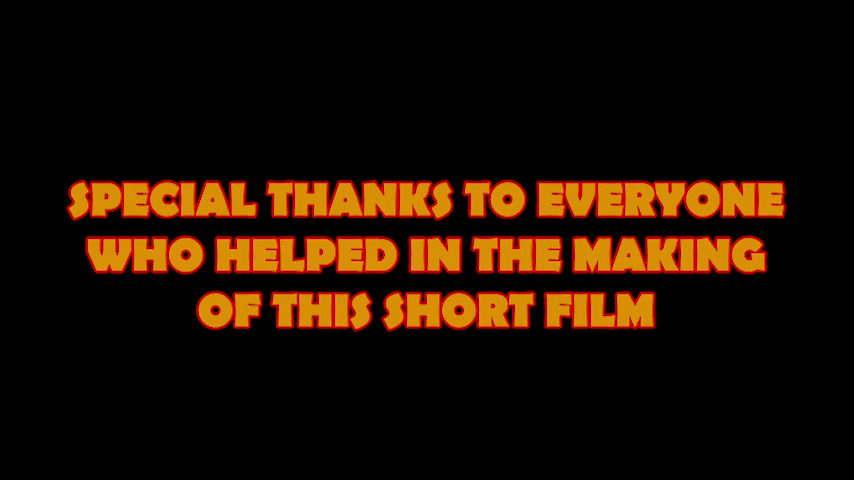 SPECIAL THANKS TO EVERYONE
WHO HELPED IN THE MAKING
OF THIS SHORT FILM